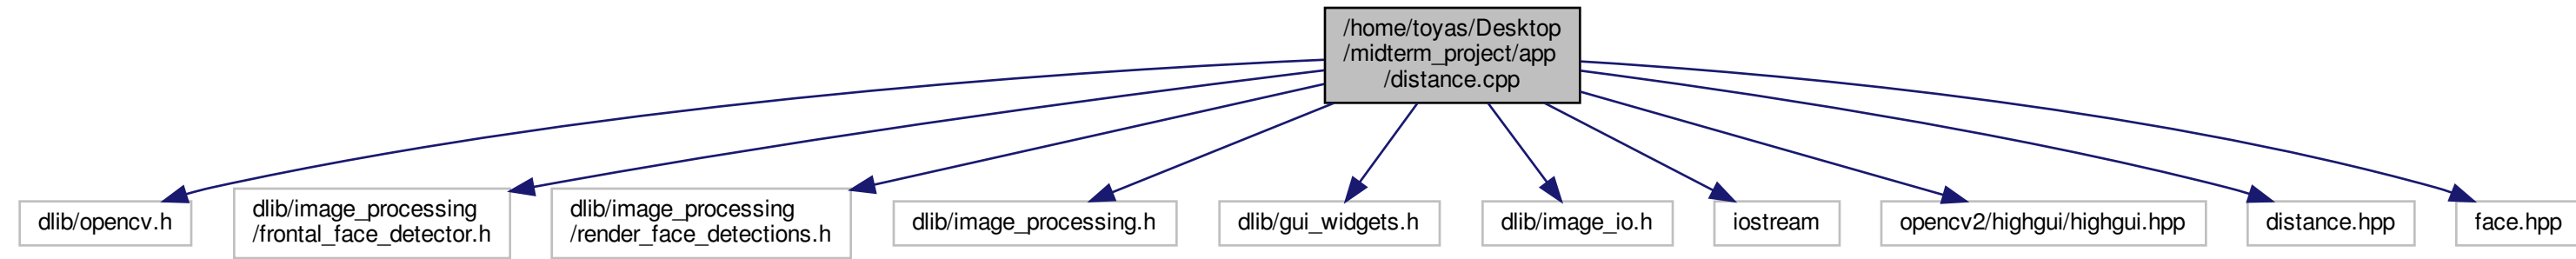 /home/toyas/Desktop
/midterm_project/app
/distance.cpp
dlib/opencv.h
dlib/image_processing
/frontal_face_detector.h
dlib/image_processing
/render_face_detections.h
dlib/image_processing.h
dlib/gui_widgets.h
dlib/image_io.h
iostream
opencv2/highgui/highgui.hpp
distance.hpp
face.hpp